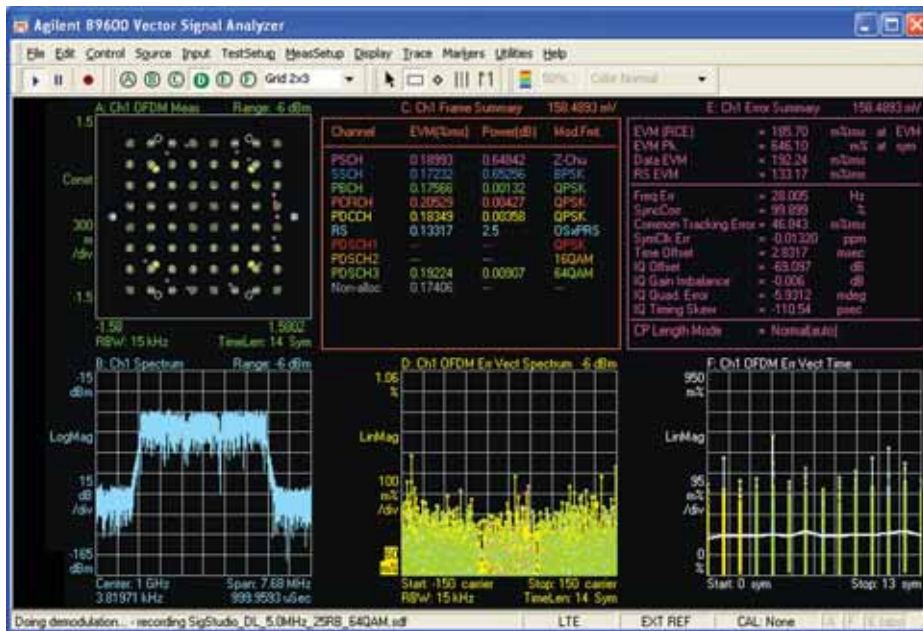 Agilent 89600 Vector Signal Analyzer
File Edit Control Source Input TestSetup MeasSetup Display Trace Markers Utilities Help
A B C D E F Grid 2x3 50% Color Normal
A: Ch1 OFDM Meas Range: -6 dBm
1.5
Const
300
m
/div
-1.5
-1.58 1.5802
RBW: 15 kHz TimeLen: 14 Sym
C: Ch1 Frame Summary 158.4893 mV
Channel EVM(%rms) Power(dB) Mod.Fmt.
PSCH 0.18993 0.64842 Z-Chu
SSCH 0.17232 0.65256 BPSK
PBCH 0.17566 0.00132 QPSK
PCFICH 0.20529 0.00427 QPSK
PDCCH 0.18349 0.00358 QPSK
RS 0.13317 2.5 OSxPRS
PDSCH1 -- -- QPSK
PDSCH2 -- -- 16QAM
PDSCH3 0.19224 0.00907 64QAM
Non-alloc 0.17406 -- --
E: Ch1 Error Summary 158.4893 mV
EVM (RCE) = 185.70 m%rms at EVM
EVM Pk = 646.10 m% at sym
Data EVM = 192.24 m%rms
RS EVM = 133.17 m%rms
Freq Err = 28.005 Hz
SyncCorr = 99.899 %
Common Tracking Error = 46.843 m%rms
SymClk Err = -0.01320 ppm
Time Offset = 2.8317 msec
IQ Offset = -69.097 dB
IQ Gain Imbalance = -0.006 dB
IQ Quad. Error = -5.9312 mdeg
IQ Timing Skew = -110.54 psec
CP Length Mode = Normal(auto)
B: Ch1 Spectrum Range: -6 dBm
-15
dBm
LogMag
15
dB
/div
-165
dBm
Center: 1 GHz Span: 7.68 MHz
3.81971 kHz 999.9593 uSec
D: Ch1 OFDM Err Vect Spectrum -6 dBm
1.06
%
LinMag
100
m%
/div
Start: -150 carrier Stop: 150 carrier
RBW: 15 kHz TimeLen: 14 Sym
F: Ch1 OFDM Err Vect Time
950
m%
LinMag
95
m%
/div
0
%
Start: 0 sym Stop: 13 sym
Doing demodulation... - recording SigStudio_DL_5.0MHz_25RB_64QAM.sdf LTE EXT REF CAL: None